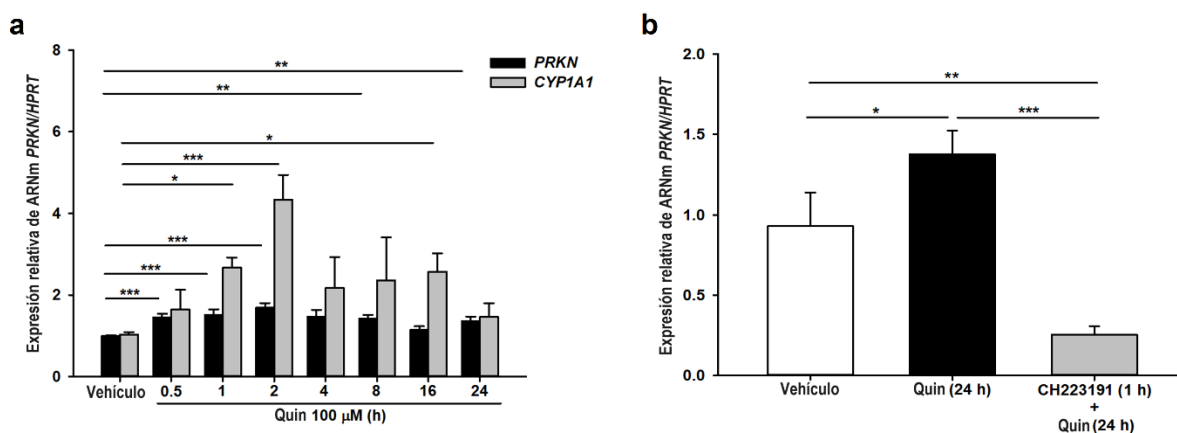 a
Expresión relativa de ARNm PRKN/HPRT
8
6
4
2
0
**
**
*
***
*
***
***
***
PRKN
CYP1A1
Vehículo
0.5 1 2 4 8 16 24
Quin 100 μM (h)
b
Expresión relativa de ARNm PRKN/HPRT
2.0
1.5
1.0
0.5
0.0
**
* ***
Vehículo Quin (24 h) CH223191 (1 h)
+
Quin (24 h)